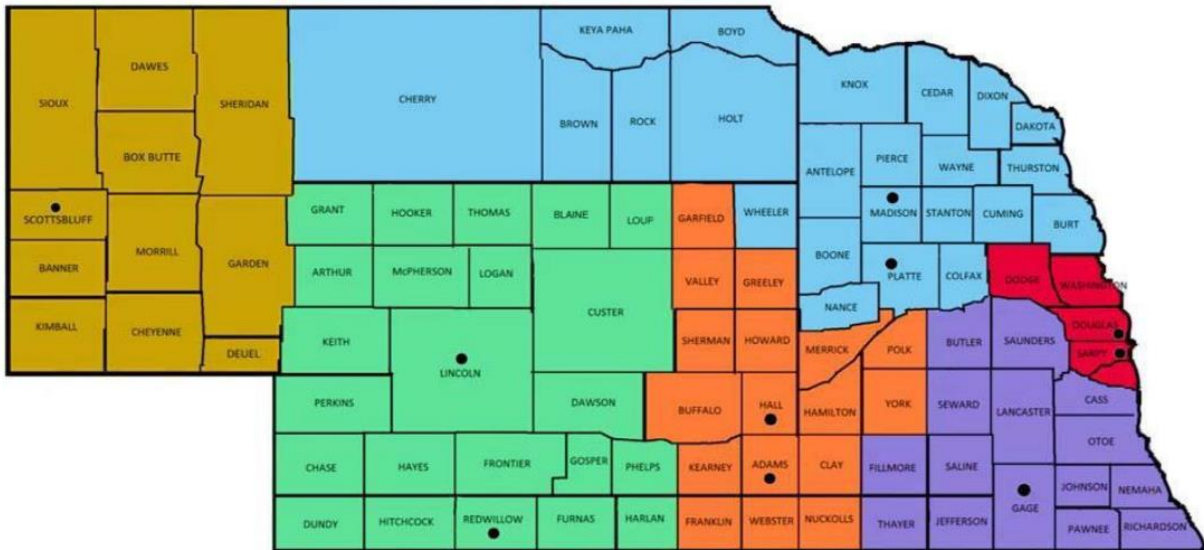 KEYA PAHA
BOYD
DAWES
SIOUX
SHERIDAN
CHERRY
KNOX
CEDAR
DIXON
BROWN
ROCK
HOLT
DAKOTA
BOX BUTTE
PIERCE
WAYNE
THURSTON
ANTELOPE
SCOTTSBLUFF
GRANT
HOOKER
THOMAS
BLAINE
LOUP
GARFIELD
WHEELER
MADISON
STANTON
CUMING
BURT
MORRILL
BANNER
GARDEN
ARTHUR
McPHERSON
LOGAN
VALLEY
GREELEY
BOONE
PLATTE
COLFAX
DODGE
WASHINGTON
CUSTER
NANCE
KIMBALL
CHEYENNE
KEITH
SHERMAN
HOWARD
MERRICK
POLK
BUTLER
SAUNDERS
DOUGLAS
DEUEL
LINCOLN
SARPY
PERKINS
DAWSON
BUFFALO
HALL
HAMILTON
YORK
SEWARD
LANCASTER
CASS
OTOE
CHASE
HAYES
FRONTIER
GOSPER
PHELPS
KEARNEY
ADAMS
CLAY
FILLMORE
SALINE
JOHNSON
NEMAHA
DUNDY
HITCHCOCK
REDWILLOW
FURNAS
HARLAN
FRANKLIN
WEBSTER
NUCKOLLS
THAYER
JEFFERSON
GAGE
PAWNEE
RICHARDSON